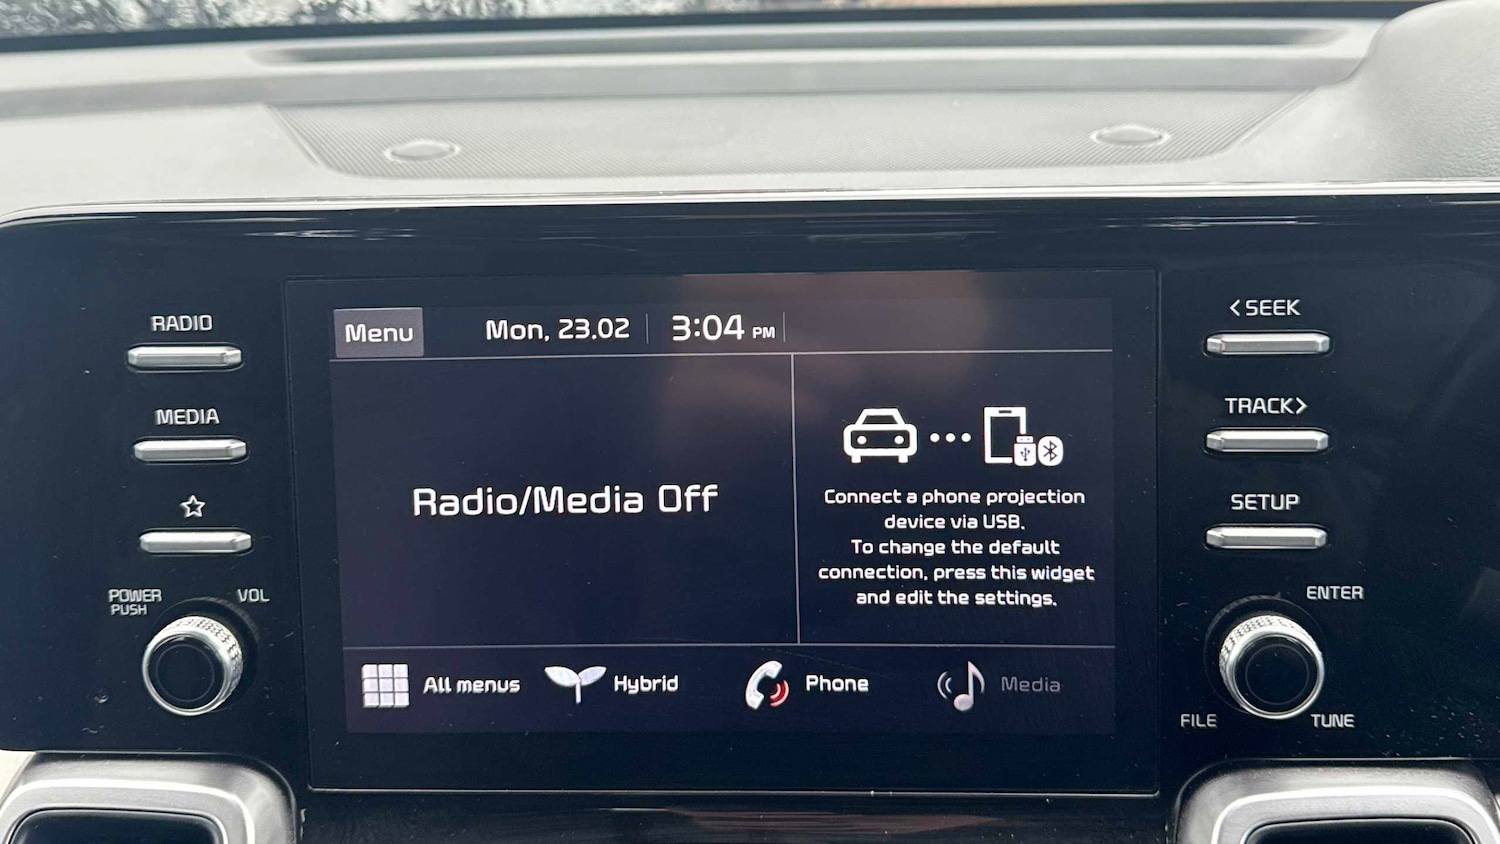 RADIO
MEDIA
POWER
PUSH
VOL
Menu
Mon, 23.02
3:04 PM
Radio/Media Off
Connect a phone projection
device via USB.
To change the default
connection, press this widget
and edit the settings.
All menus
Hybrid
Phone
Media
<SEEK
TRACK>
SETUP
ENTER
FILE
TUNE